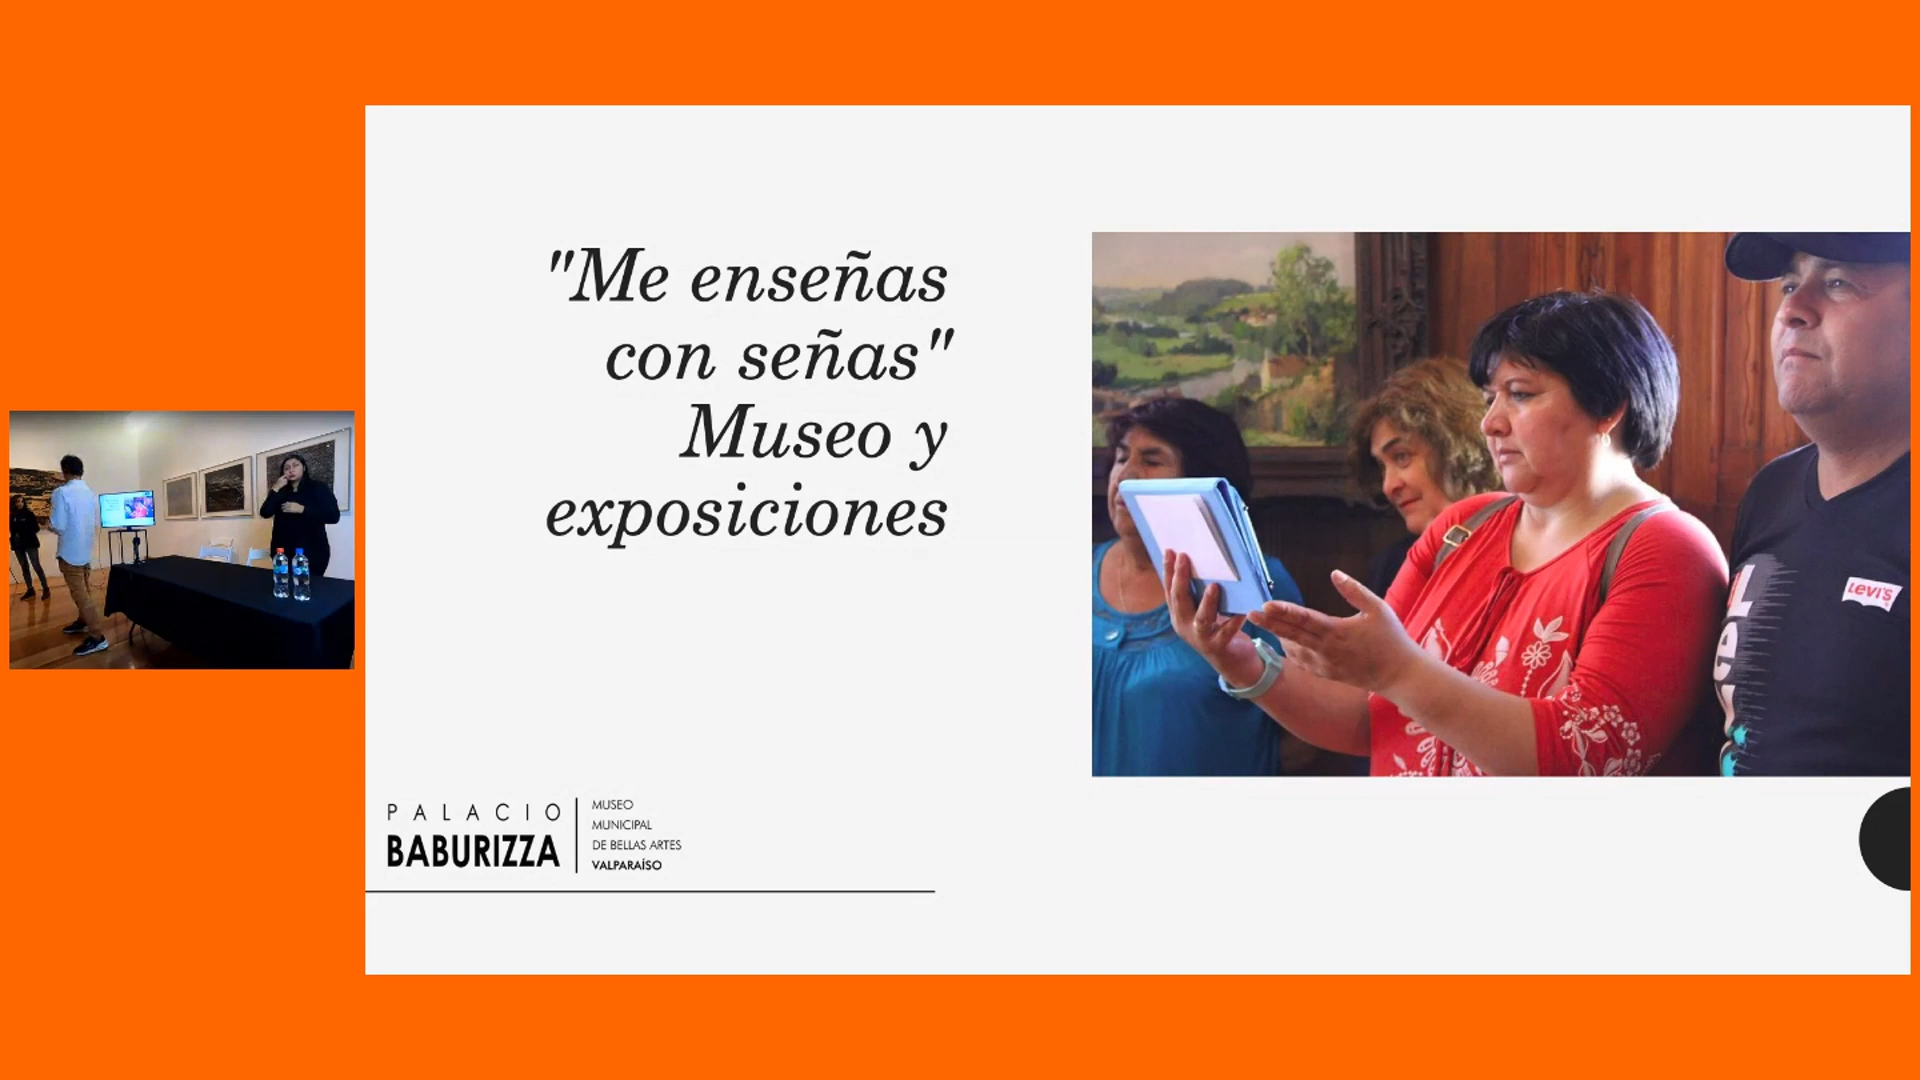 "Me enseñas
con señas"
Museo y
exposiciones
PALACIO
BABURIZZA
MUSEO
MUNICIPAL
DE BELLAS ARTES
VALPARAÍSO
Levi's